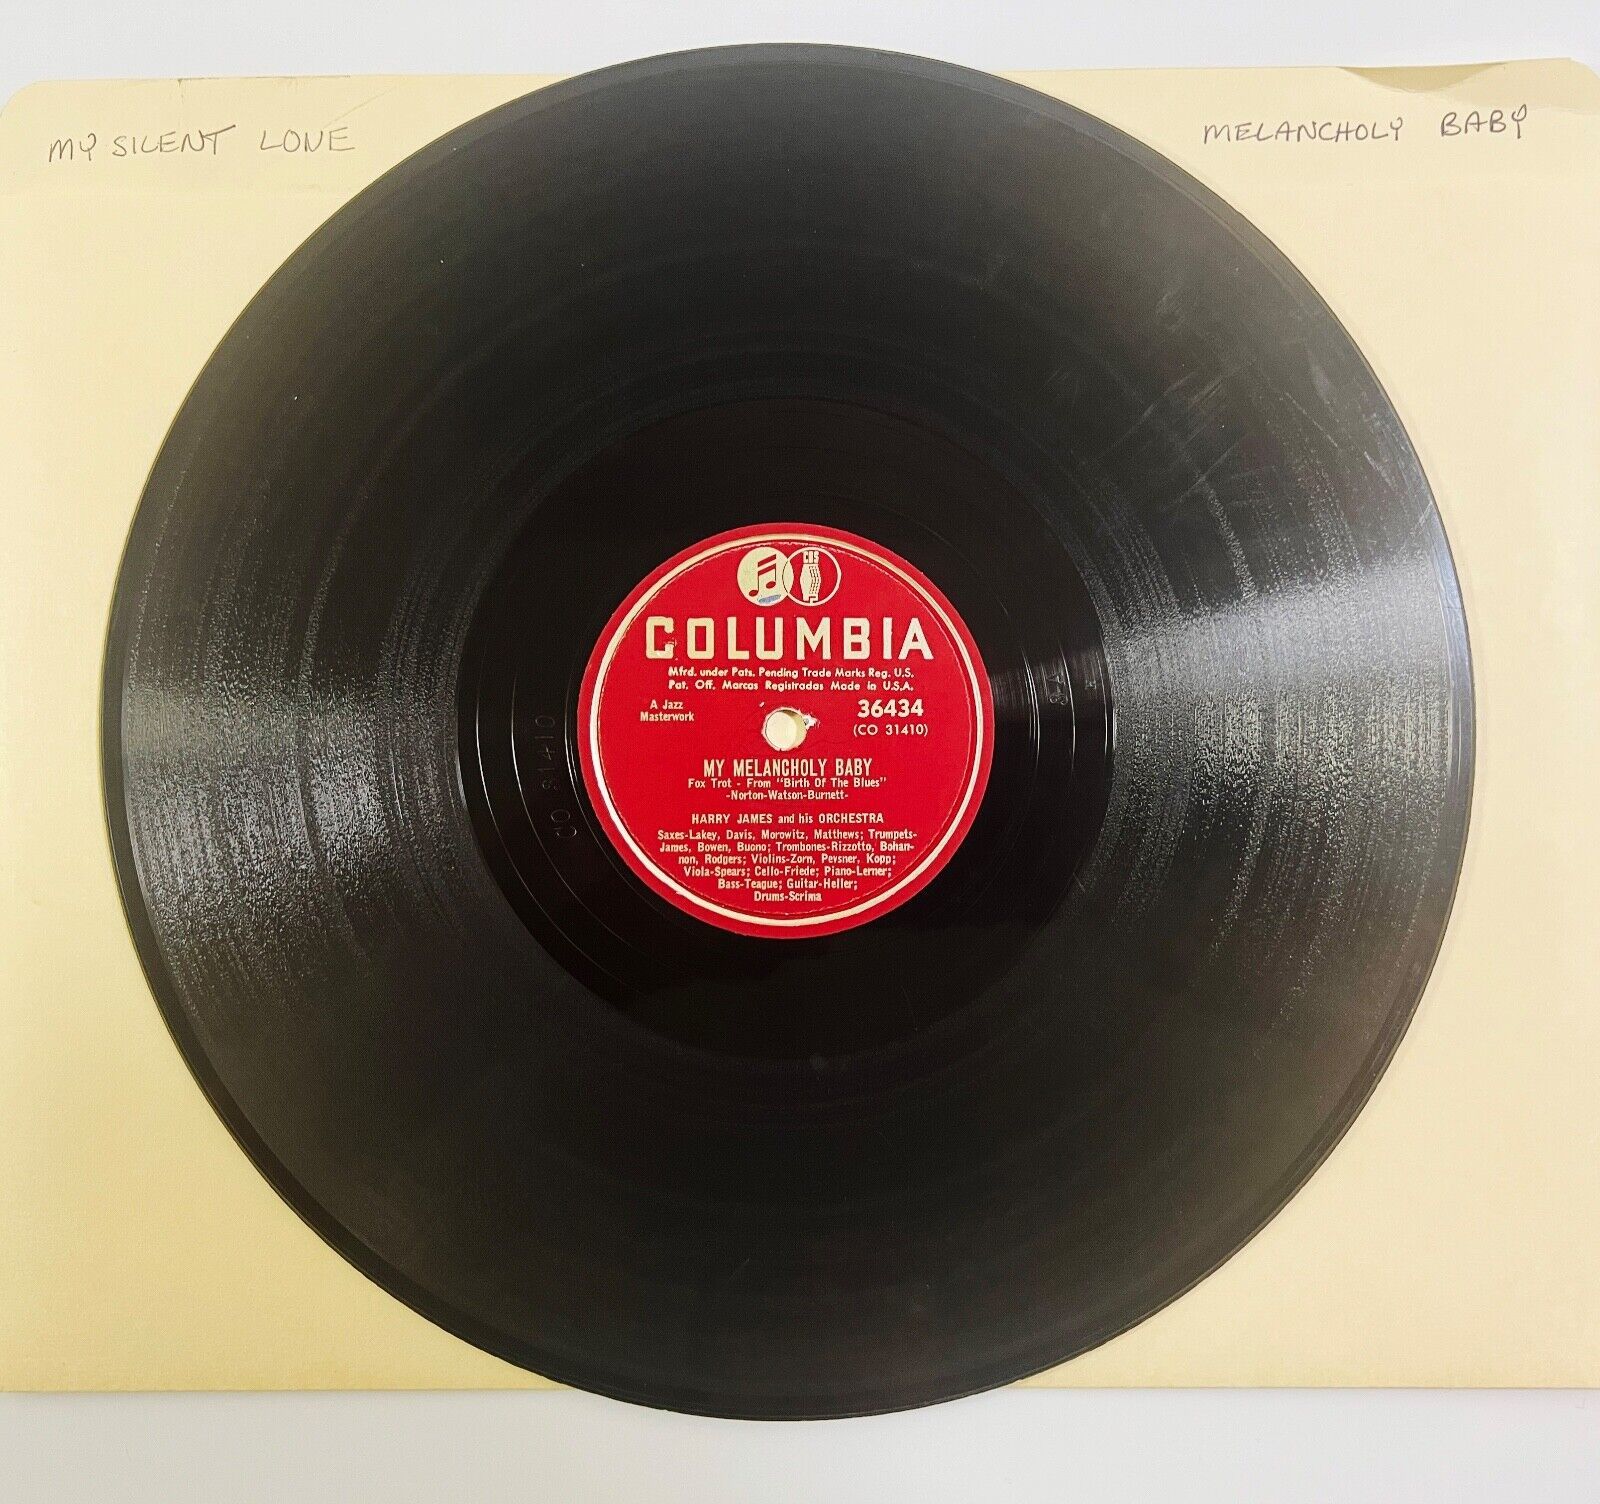 MY SILENT LOVE
MELANCHOLY BABY
CBS
COLUMBIA
Mfrd. under Pats. Pending Trade Marks Reg. U.S.
Pat. Off. Marcas Registradas Made in U.S.A.
A Jazz
Masterwork
36434
(CO 31410)
MY MELANCHOLY BABY
Fox Trot - From "Birth Of The Blues"
-Norton-Watson-Burnett-
HARRY JAMES and his ORCHESTRA
Saxes-Lakey, Davis, Morowitz, Matthews; Trumpets-
James, Bowen, Buono; Trombones-Rizzotto, Bohan-
non, Rodgers; Violins-Zorn, Pevsner, Kopp;
Viola-Spears; Cello-Friede; Piano-Lerner;
Bass-Teague; Guitar-Heller;
Drums-Scrima
CO 31410